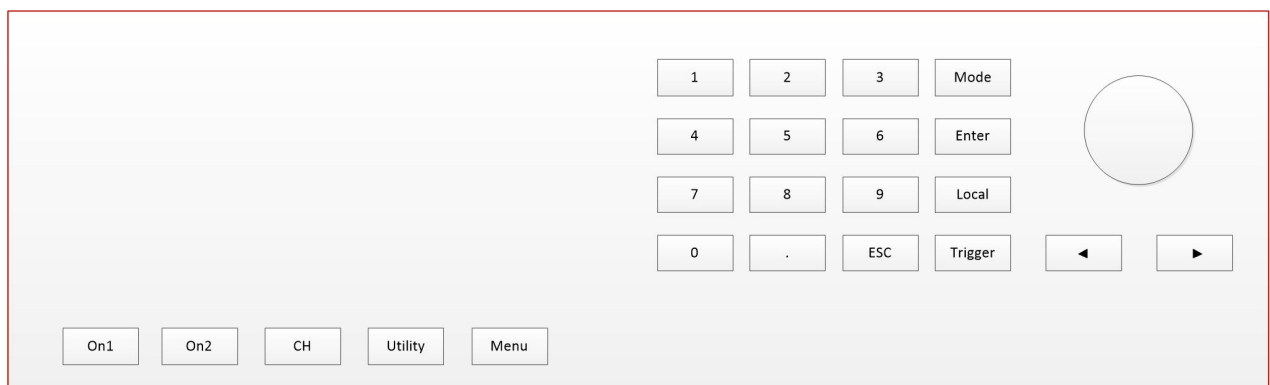 1 2 3 Mode
4 5 6 Enter
7 8 9 Local
0 . ESC Trigger ◄ ►
On1 On2 CH Utility Menu